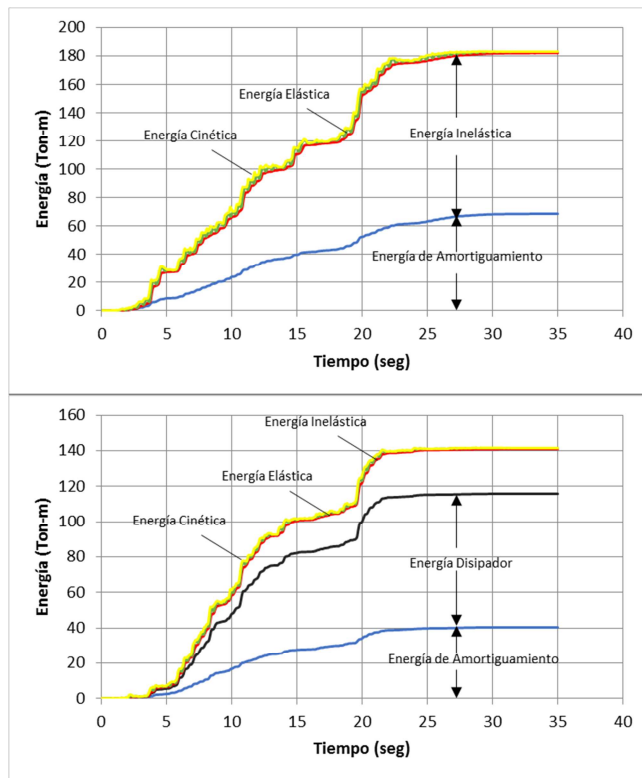 200
180
160
140
120
100
80
60
40
20
0
Energía (Ton-m)
Energía Elástica
Energía Cinética
Energía Inelástica
Energía de Amortiguamiento
0 5 10 15 20 25 30 35 40
Tiempo (seg)
160
140
120
100
80
60
40
20
0
Energía (Ton-m)
Energía Inelástica
Energía Elástica
Energía Cinética
Energía Disipador
Energía de Amortiguamiento
0 5 10 15 20 25 30 35 40
Tiempo (seg)